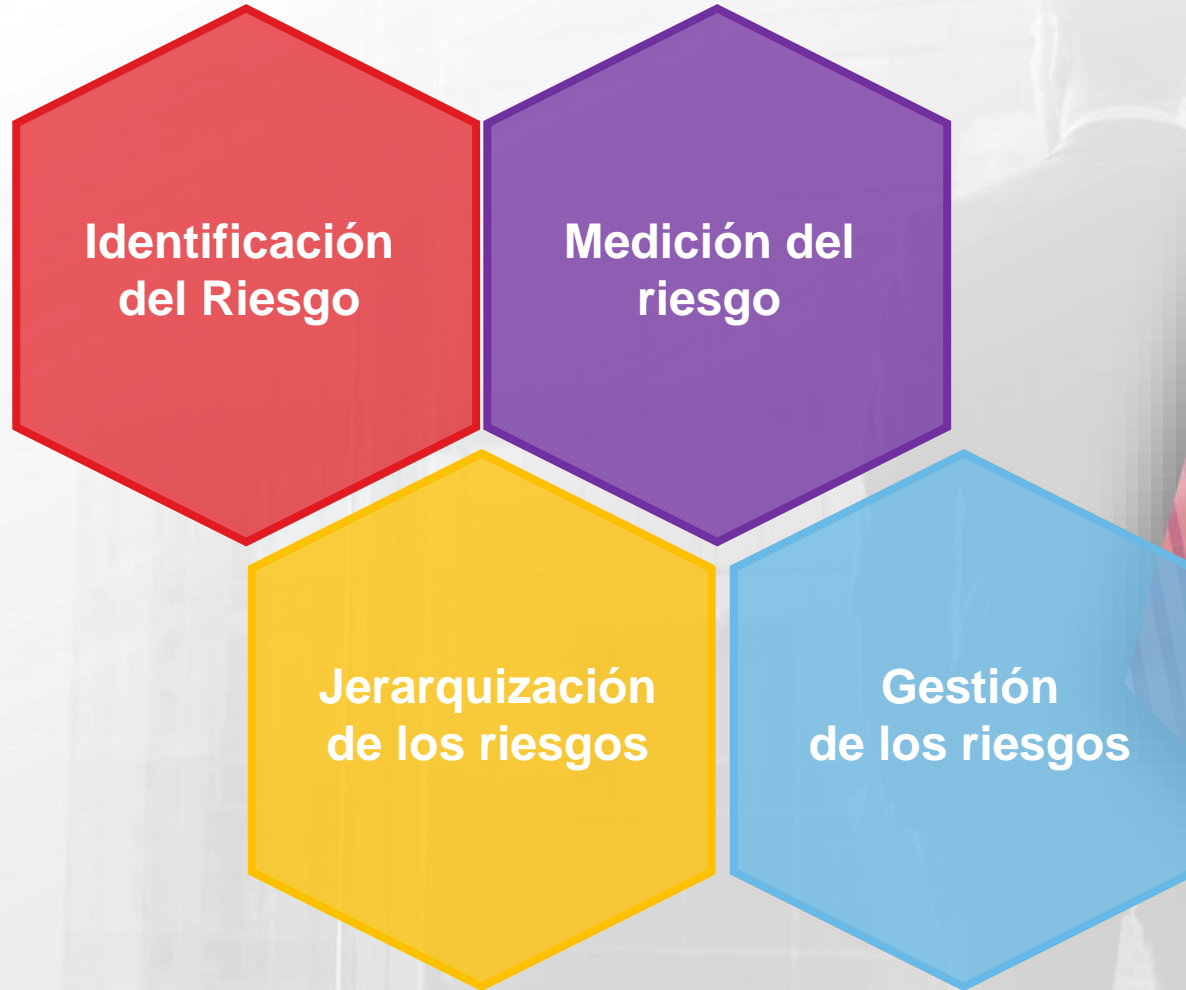 Identificación
del Riesgo
Medición del
riesgo
Jerarquización
de los riesgos
Gestión
de los riesgos